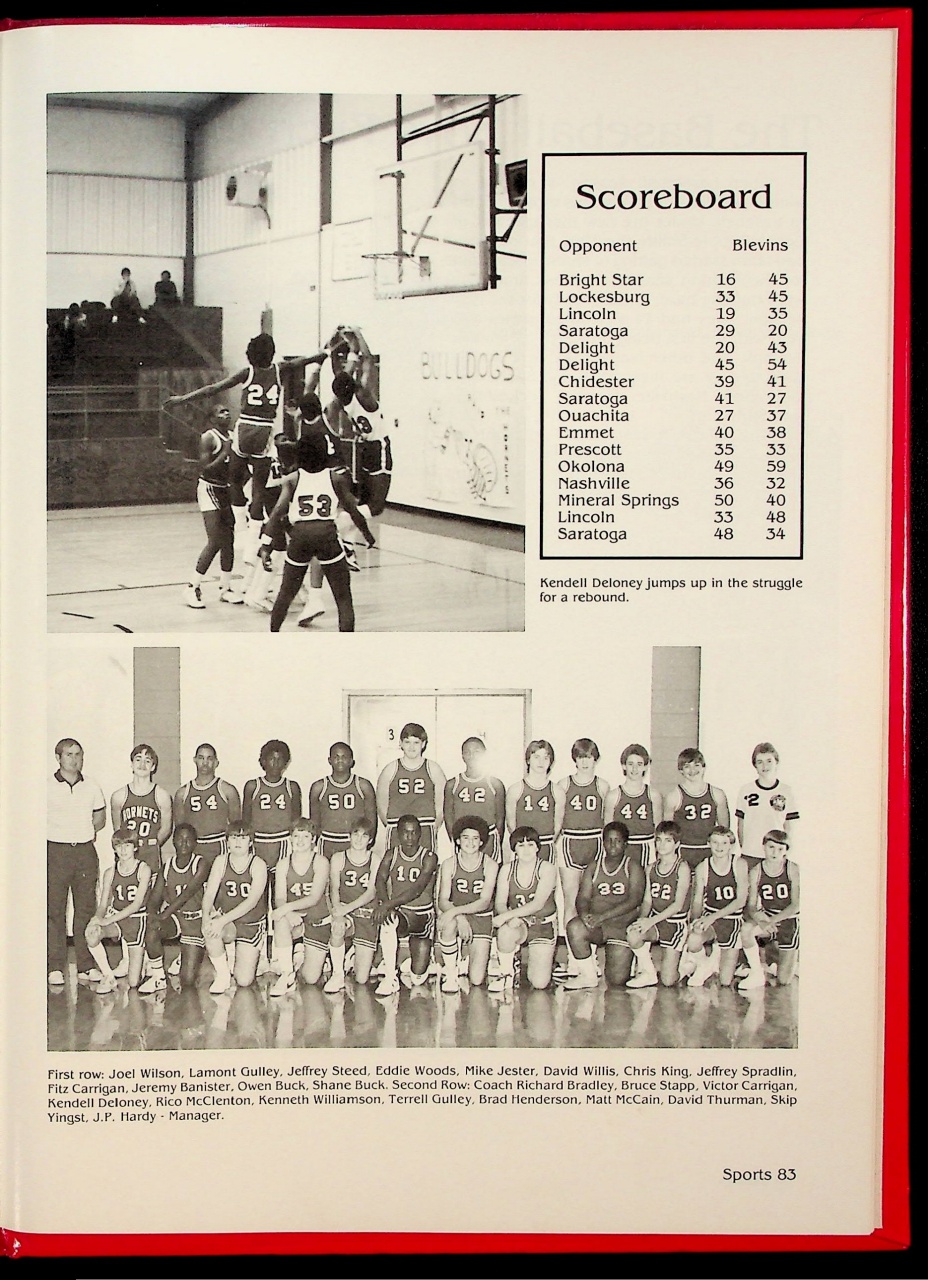 Scoreboard
Opponent Blevins
Bright Star 16 45
Lockesburg 33 45
Lincoln 19 35
Saratoga 29 20
Delight 20 43
Delight 45 54
Chidester 39 41
Saratoga 41 27
Ouachita 27 37
Emmet 40 38
Prescott 35 33
Okolona 49 59
Nashville 36 32
Mineral Springs 50 40
Lincoln 33 48
Saratoga 48 34
BULLDOGS
24
53
Kendell Deloney jumps up in the struggle
for a rebound.
3 4
HORNETS
20 54 24 50 52 42 14 40 44 32 2
12 30 45 34 10 22 33 22 10 20
First row: Joel Wilson, Lamont Gulley, Jeffrey Steed, Eddie Woods, Mike Jester, David Willis, Chris King, Jeffrey Spradlin,
Fitz Carrigan, Jeremy Banister, Owen Buck, Shane Buck. Second Row: Coach Richard Bradley, Bruce Stapp, Victor Carrigan,
Kendell Deloney, Rico McClenton, Kenneth Williamson, Terrell Gulley, Brad Henderson, Matt McCain, David Thurman, Skip
Yingst, J.P. Hardy - Manager.
Sports 83